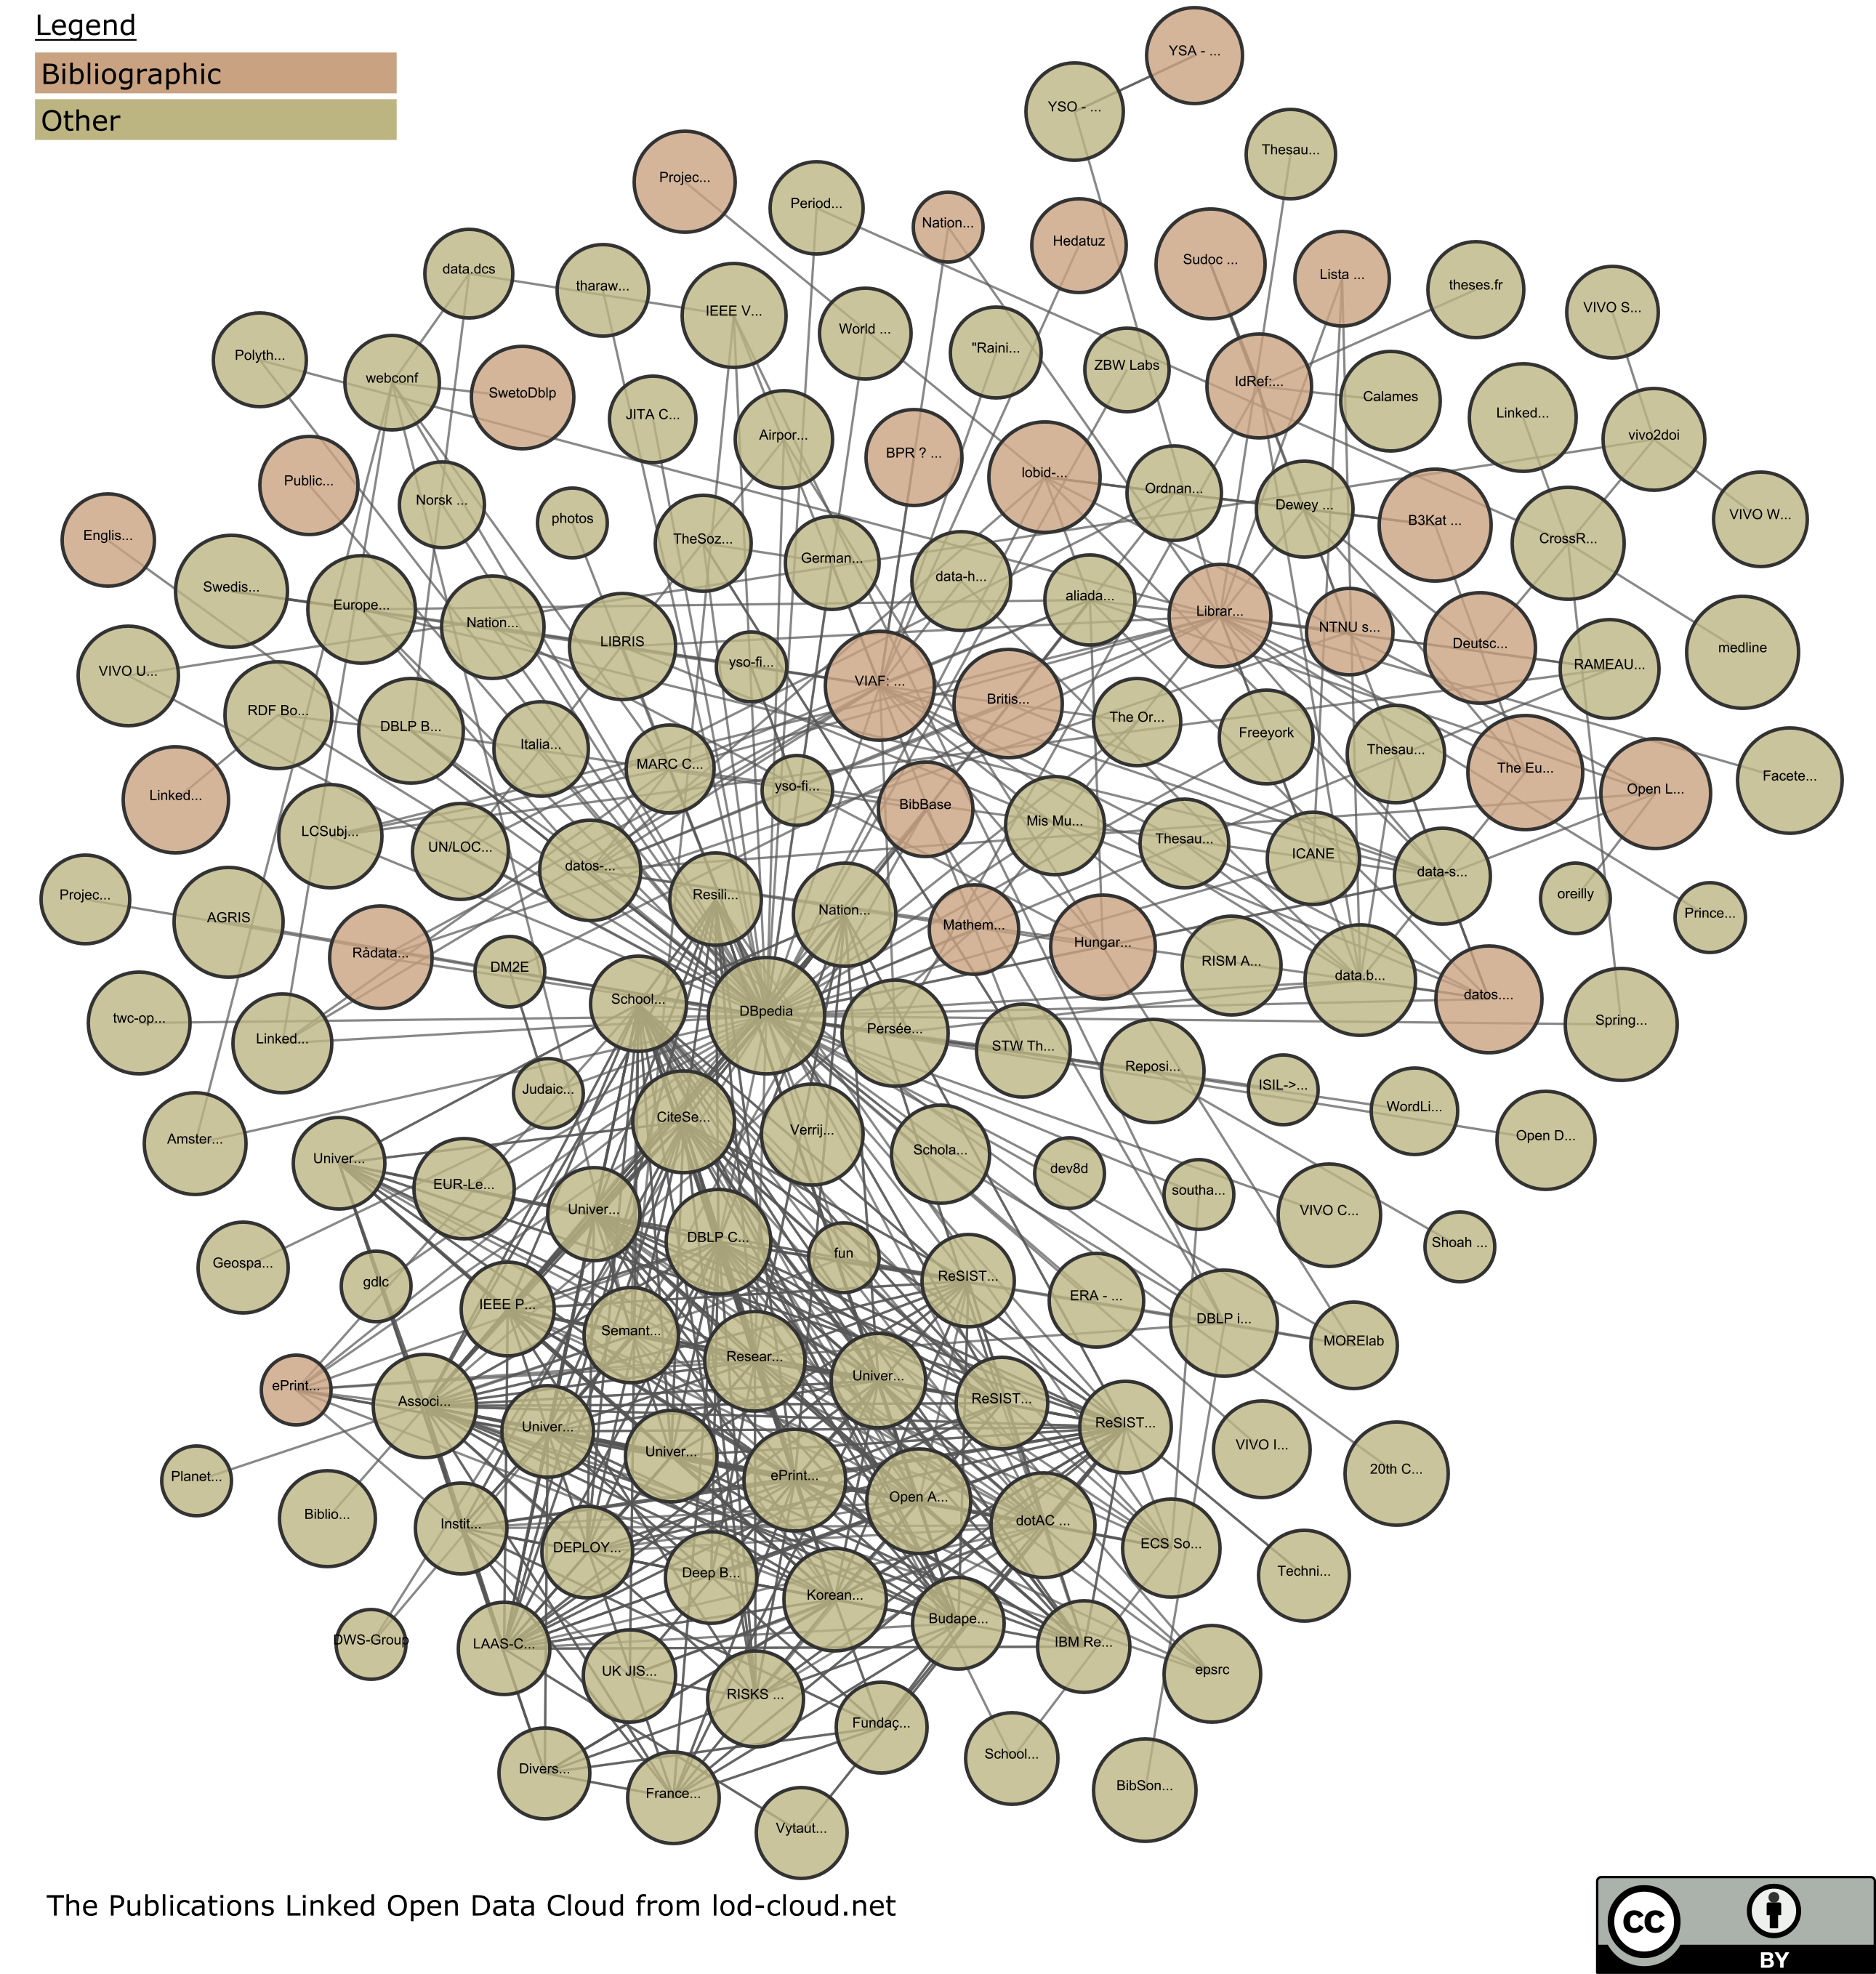 Legend
Bibliographic
Other
YSA - ...
YSO - ...
Thesau...
Projec...
Period...
Nation...
Hedatuz
Sudoc ...
Lista ...
theses.fr
VIVO S...
data.dcs
tharaw...
IEEE V...
World ...
"Raini...
ZBW Labs
IdRef:...
Calames
Linked...
vivo2doi
Polyth...
webconf
SwetoDblp
JITA C...
Airpor...
BPR ? ...
lobid-...
Ordnan...
Dewey ...
B3Kat ...
CrossR...
VIVO W...
Public...
Norsk ...
Englis...
photos
TheSoz...
German...
data-h...
aliada...
Librar...
NTNU s...
Deutsc...
RAMEAU...
medline
Swedis...
Europe...
Nation...
LIBRIS
yso-fi...
VIAF: ...
Britis...
The Or...
Freeyork
Thesau...
The Eu...
Open L...
Facete...
VIVO U...
RDF Bo...
DBLP B...
Italia...
MARC C...
yso-fi...
BibBase
Mis Mu...
Thesau...
ICANE
data-s...
oreilly
Prince...
Linked...
LCSubj...
UN/LOC...
datos-...
Resili...
Nation...
Mathem...
Hungar...
RISM A...
data.b...
datos....
Spring...
Projec...
AGRIS
Rådata...
DM2E
School...
DBpedia
Persée...
STW Th...
Reposi...
ISIL->...
WordLi...
Open D...
twc-op...
Linked...
Judaic...
CiteSe...
Verrij...
Schola...
dev8d
southa...
VIVO C...
Shoah ...
Amster...
Univer...
EUR-Le...
Univer...
DBLP C...
fun
ReSIST...
ERA - ...
DBLP i...
MORElab
Geospa...
gdlc
IEEE P...
Semant...
Resear...
Univer...
ReSIST...
ReSIST...
VIVO I...
20th C...
ePrint...
Associ...
Univer...
Univer...
ePrint...
Open A...
dotAC ...
ECS So...
Techni...
Planet...
Biblio...
Instit...
DEPLOY...
Deep B...
Korean...
Budape...
IBM Re...
epsrc
DWS-Group
LAAS-C...
UK JIS...
RISKS ...
Fundaç...
School...
BibSon...
Divers...
France...
Vytaut...
The Publications Linked Open Data Cloud from lod-cloud.net
cc
BY